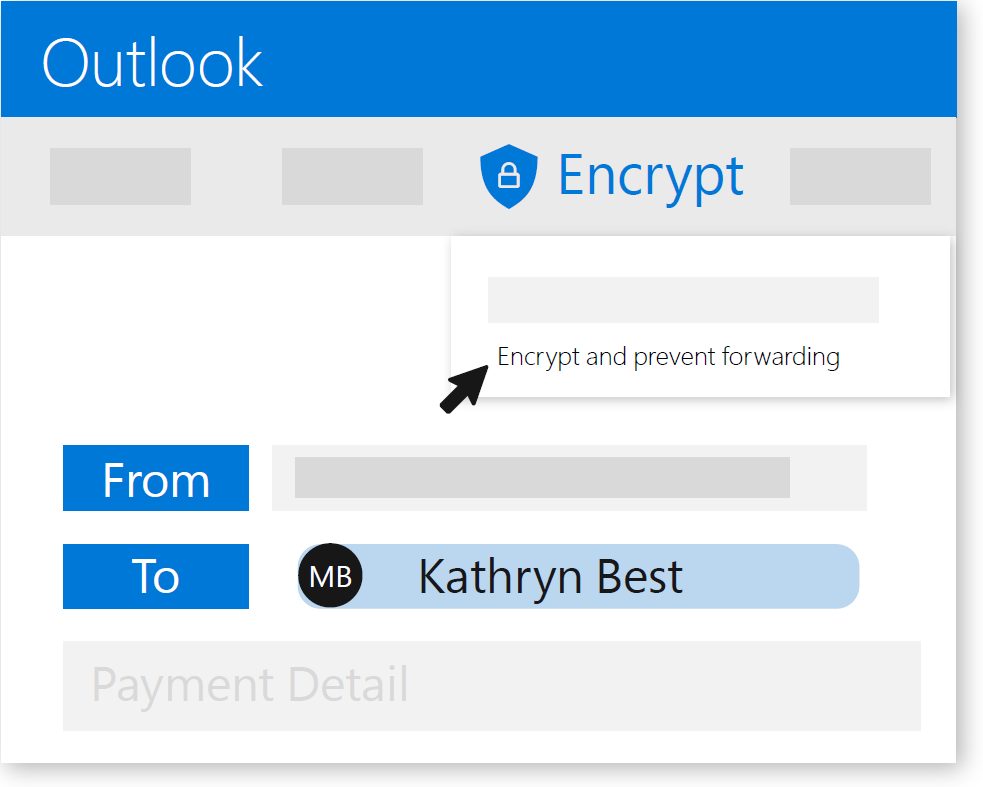 Outlook
Encrypt
Encrypt and prevent forwarding
From
To
MB Kathryn Best
Payment Detail